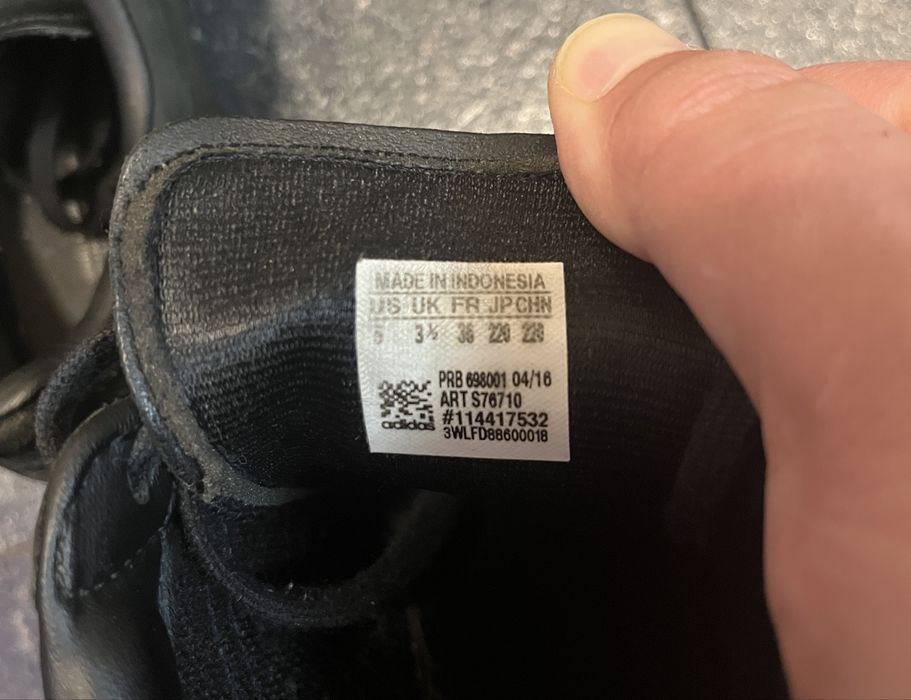 MADE IN INDONESIA
US UK FR JP CHN
5 3½ 36 220 220
PRB 698001 04/16
ART S76710
#114417532
adidas
3WLFD88600018